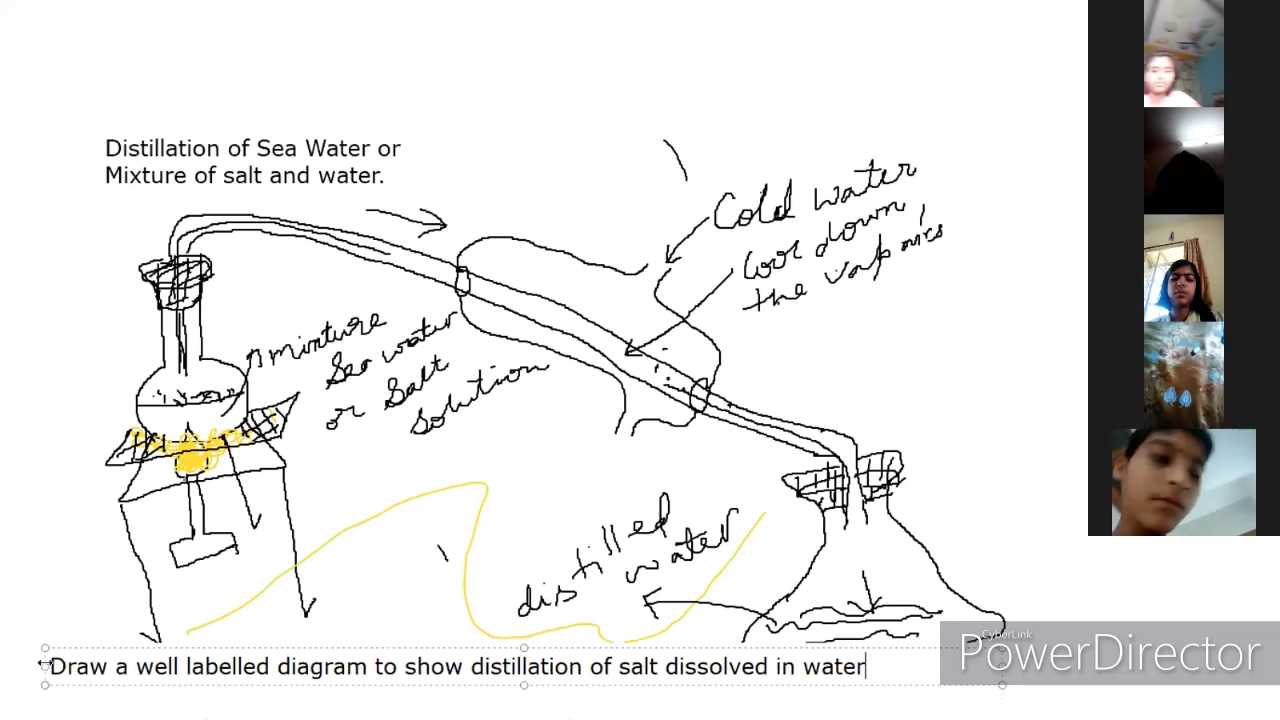 Distillation of Sea Water or
Mixture of salt and water.
Cold water
cool down
the vapours
mixture
Sea water
or Salt
Solution
distilled
water
CyberLink
PowerDirector
Draw a well labelled diagram to show distillation of salt dissolved in water